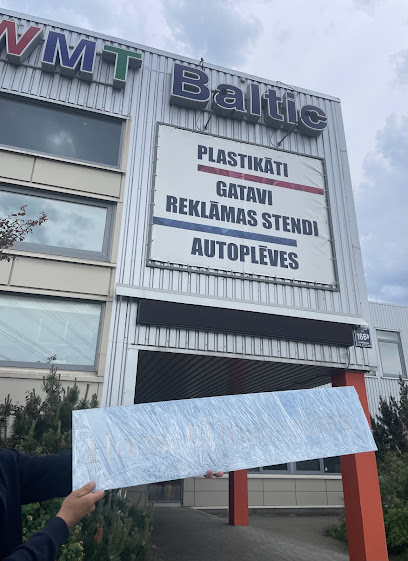 WMT Baltic
PLASTIKĀTI
GATAVI
REKLĀMAS STENDI
AUTOPLĒVES